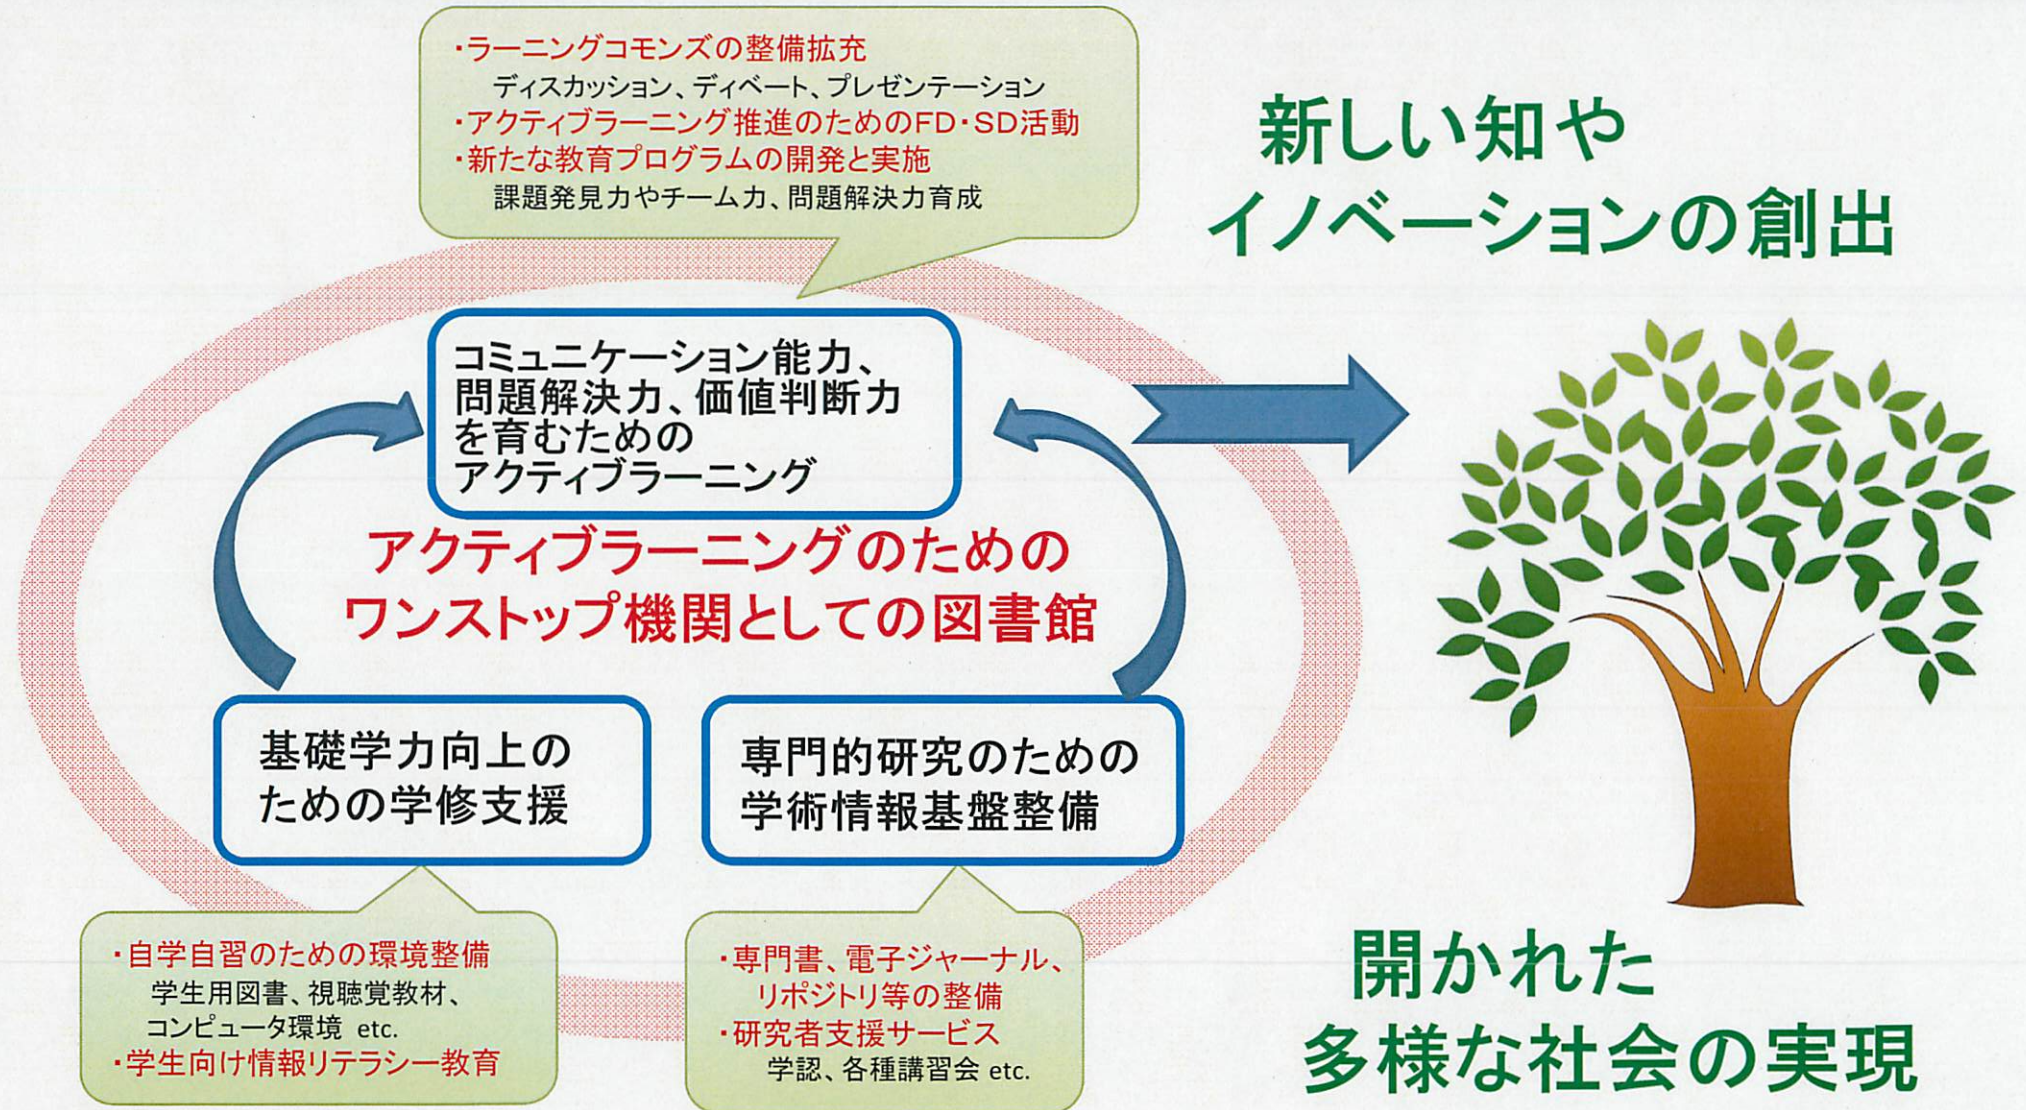 ・ラーニングコモンズの整備拡充
ディスカッション、ディベート、プレゼンテーション
・アクティブラーニング推進のためのFD・SD活動
・新たな教育プログラムの開発と実施
課題発見力やチーム力、問題解決力育成
新しい知や
イノベーションの創出
コミュニケーション能力、
問題解決力、価値判断力
を育むための
アクティブラーニング
アクティブラーニングのための
ワンストップ機関としての図書館
基礎学力向上の
ための学修支援
専門的研究のための
学術情報基盤整備
・自学自習のための環境整備
学生用図書、視聴覚教材、
コンピュータ環境 etc.
・学生向け情報リテラシー教育
・専門書、電子ジャーナル、
リポジトリ等の整備
・研究者支援サービス
学認、各種講習会 etc.
開かれた
多様な社会の実現